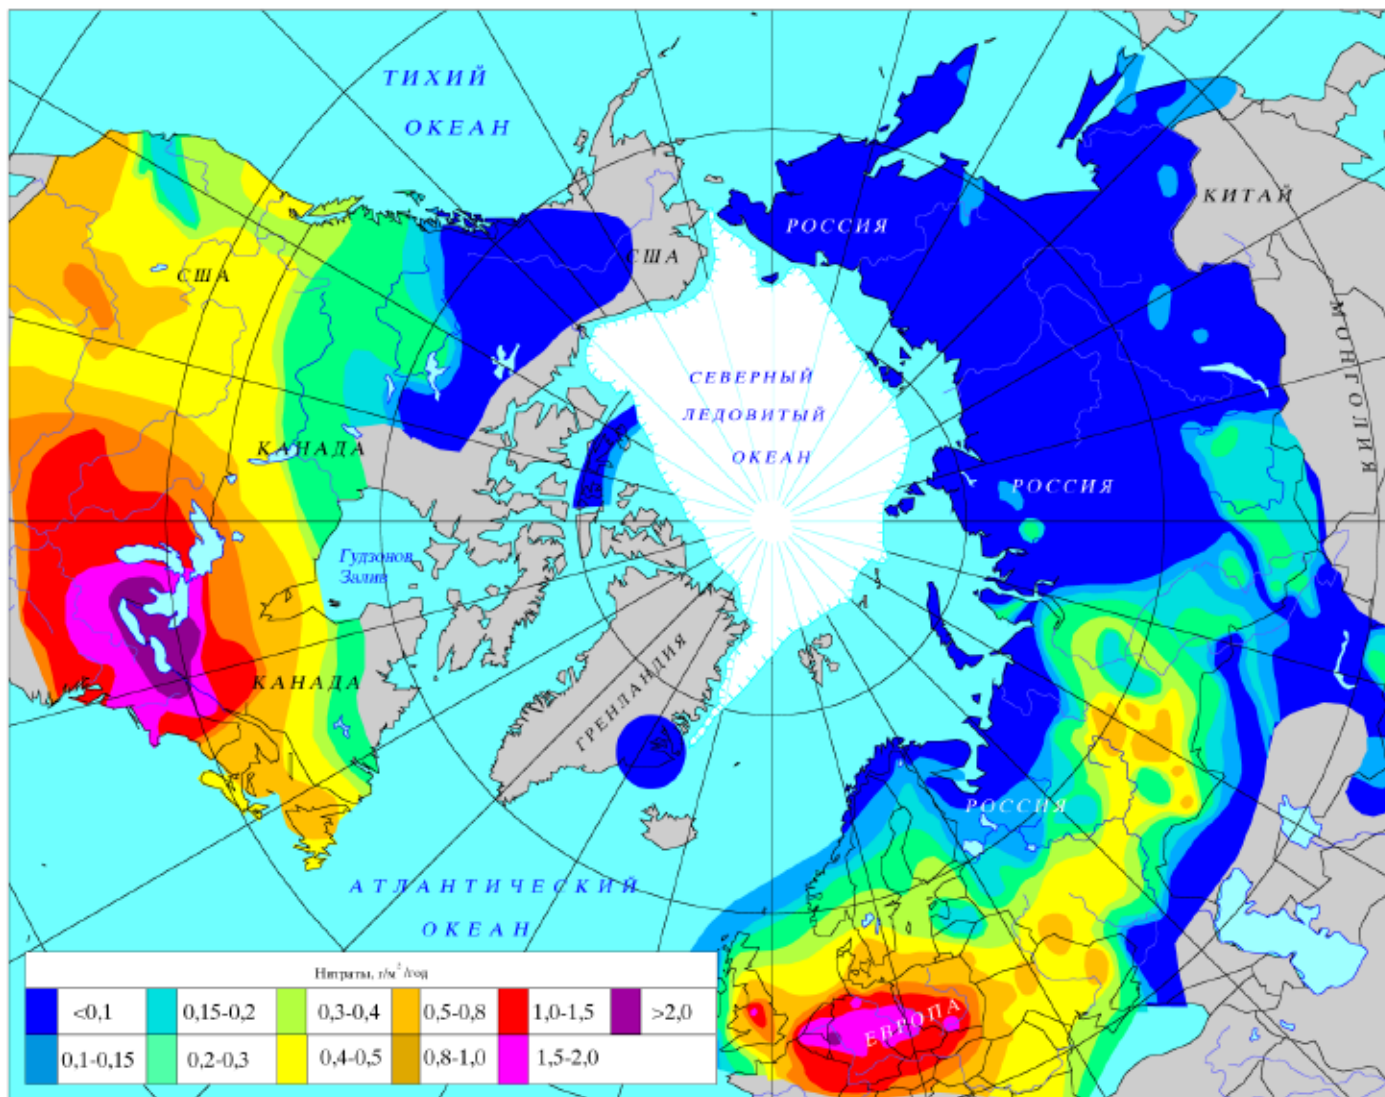 ТИХИЙ
ОКЕАН
КИТАЙ
РОССИЯ
США
США
МОНГОЛИЯ
СЕВЕРНЫЙ
ЛЕДОВИТЫЙ
ОКЕАН
КАНАДА
РОССИЯ
Гудзонов
Залив
КАНАДА
ГРЕНЛАНДИЯ
РОССИЯ
АТЛАНТИЧЕСКИЙ
ОКЕАН
Нитраты, г/м² /год
<0,1 0,15-0,2 0,3-0,4 0,5-0,8 1,0-1,5 >2,0
0,1-0,15 0,2-0,3 0,4-0,5 0,8-1,0 1,5-2,0
ЕВРОПА